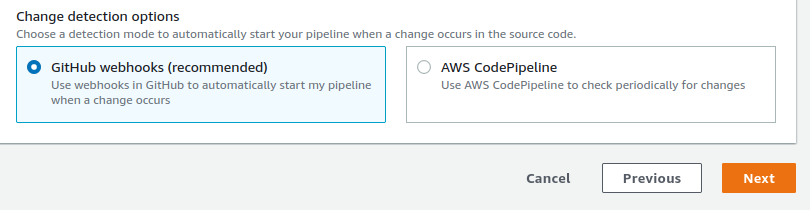 Change detection options
Choose a detection mode to automatically start your pipeline when a change occurs in the source code.
GitHub webhooks (recommended)
Use webhooks in GitHub to automatically start my pipeline
when a change occurs
AWS CodePipeline
Use AWS CodePipeline to check periodically for changes
Cancel
Previous
Next